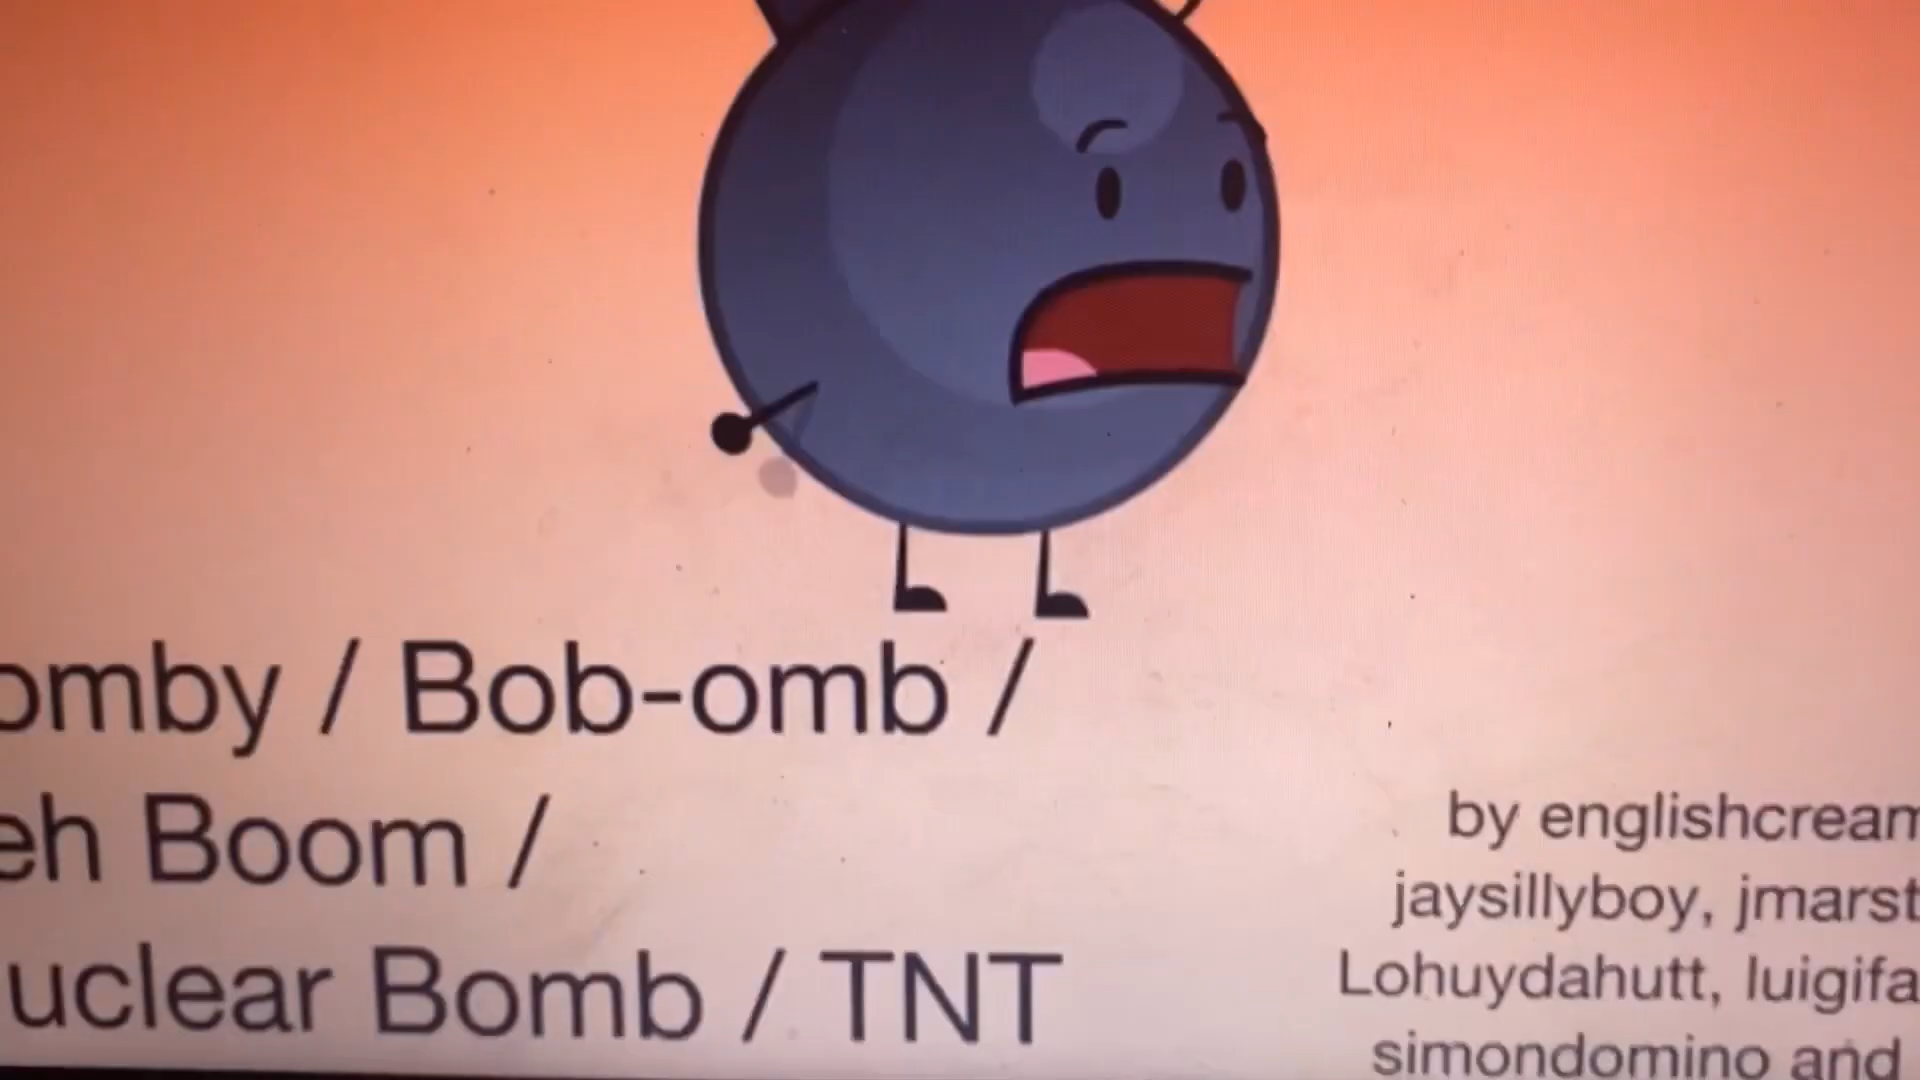 omby / Bob-omb /
eh Boom /
uclear Bomb / TNT
by englishcream
jaysillyboy, jmarst
Lohuydahutt, luigifa
simondomino and